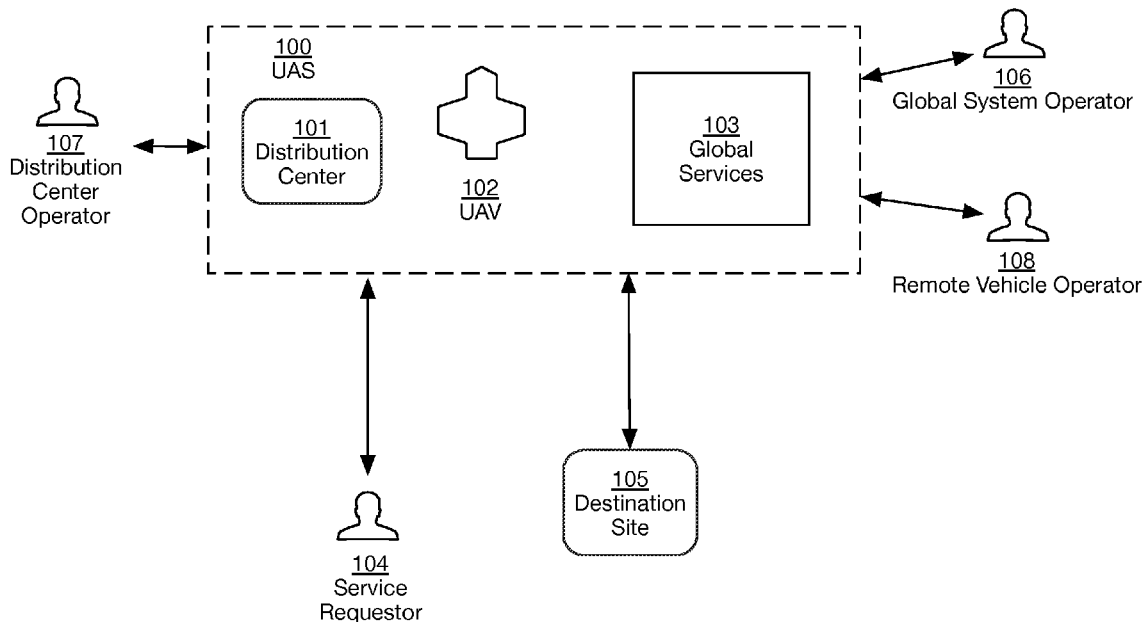 100
UAS
101
Distribution
Center
102
UAV
103
Global
Services
106
Global System Operator
107
Distribution
Center
Operator
108
Remote Vehicle Operator
105
Destination
Site
104
Service
Requestor